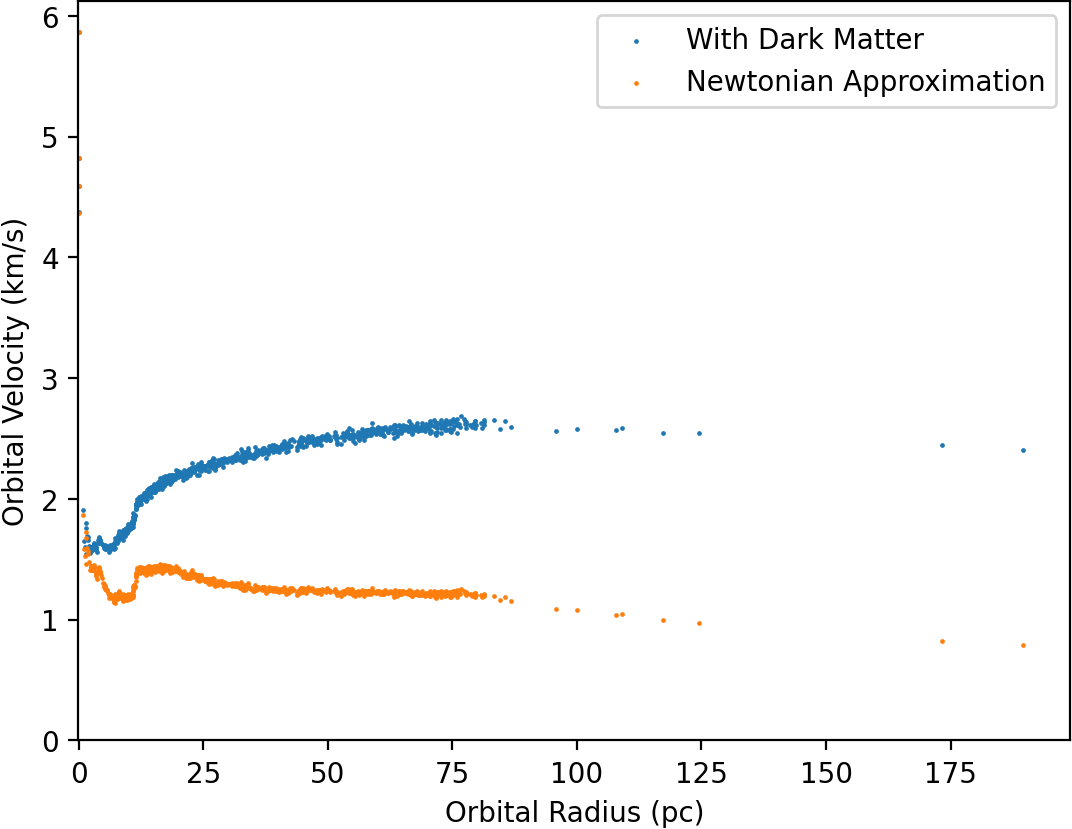 With Dark Matter
Newtonian Approximation
Orbital Velocity (km/s)
6
5
4
3
2
1
0
0 25 50 75 100 125 150 175
Orbital Radius (pc)